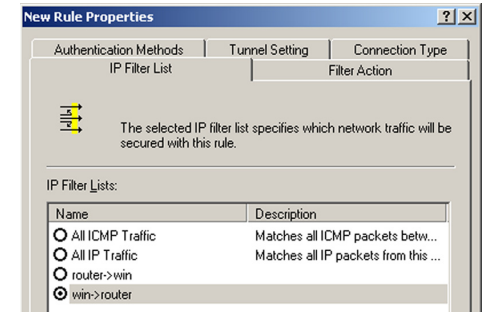 New Rule Properties
Authentication Methods Tunnel Setting Connection Type
IP Filter List Filter Action
The selected IP filter list specifies which network traffic will be
secured with this rule.
IP Filter Lists:
Name Description
All ICMP Traffic Matches all ICMP packets betw...
All IP Traffic Matches all IP packets from this ...
router->win
win->router